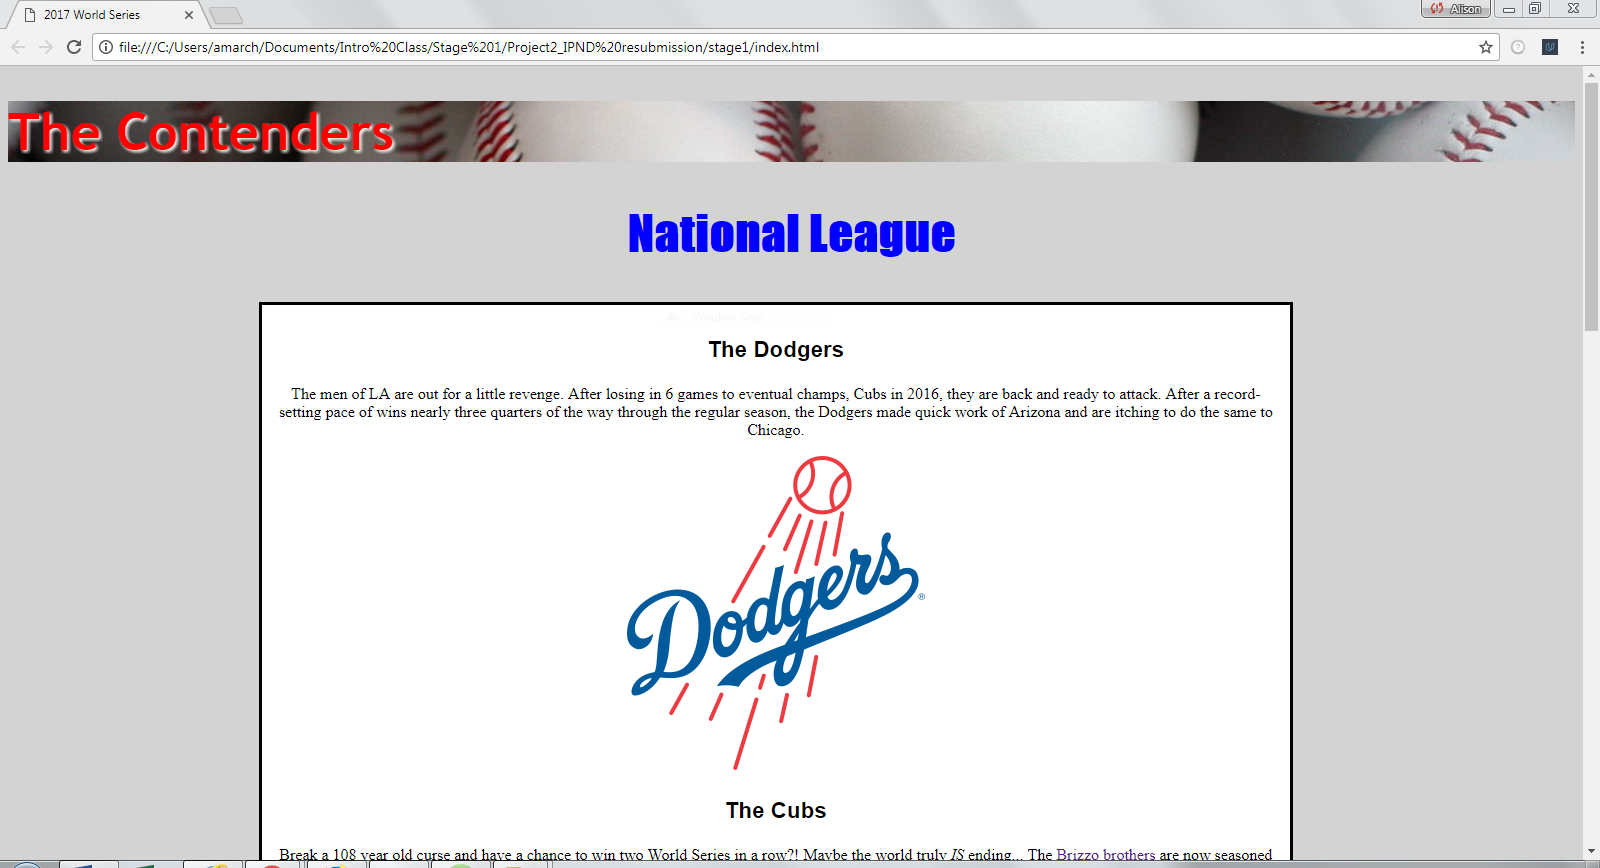 2017 World Series
Alison
file:///C:/Users/amarch/Documents/Intro%20Class/Stage%201/Project2_IPND%20resubmission/stage1/index.html
The Contenders
National League
Window Snip
The Dodgers
The men of LA are out for a little revenge. After losing in 6 games to eventual champs, Cubs in 2016, they are back and ready to attack. After a record-
setting pace of wins nearly three quarters of the way through the regular season, the Dodgers made quick work of Arizona and are itching to do the same to
Chicago.
Dodgers
®
The Cubs
Break a 108 year old curse and have a chance to win two World Series in a row?! Maybe the world truly IS ending... The Brizzo brothers are now seasoned